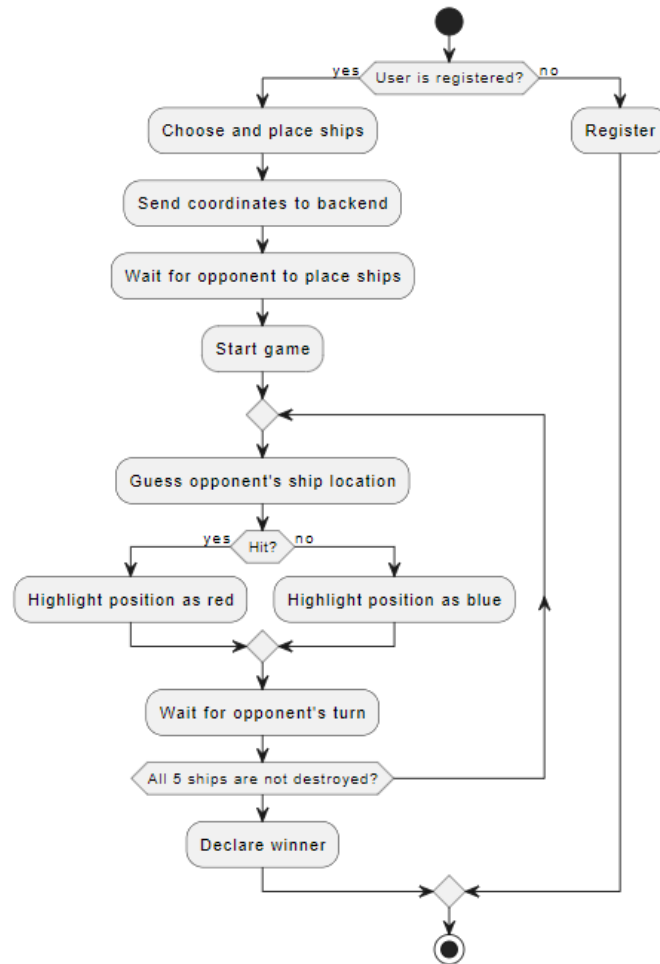 yes
User is registered?
no
Choose and place ships
Register
Send coordinates to backend
Wait for opponent to place ships
Start game
Guess opponent's ship location
yes
Hit?
no
Highlight position as red
Highlight position as blue
Wait for opponent's turn
All 5 ships are not destroyed?
Declare winner